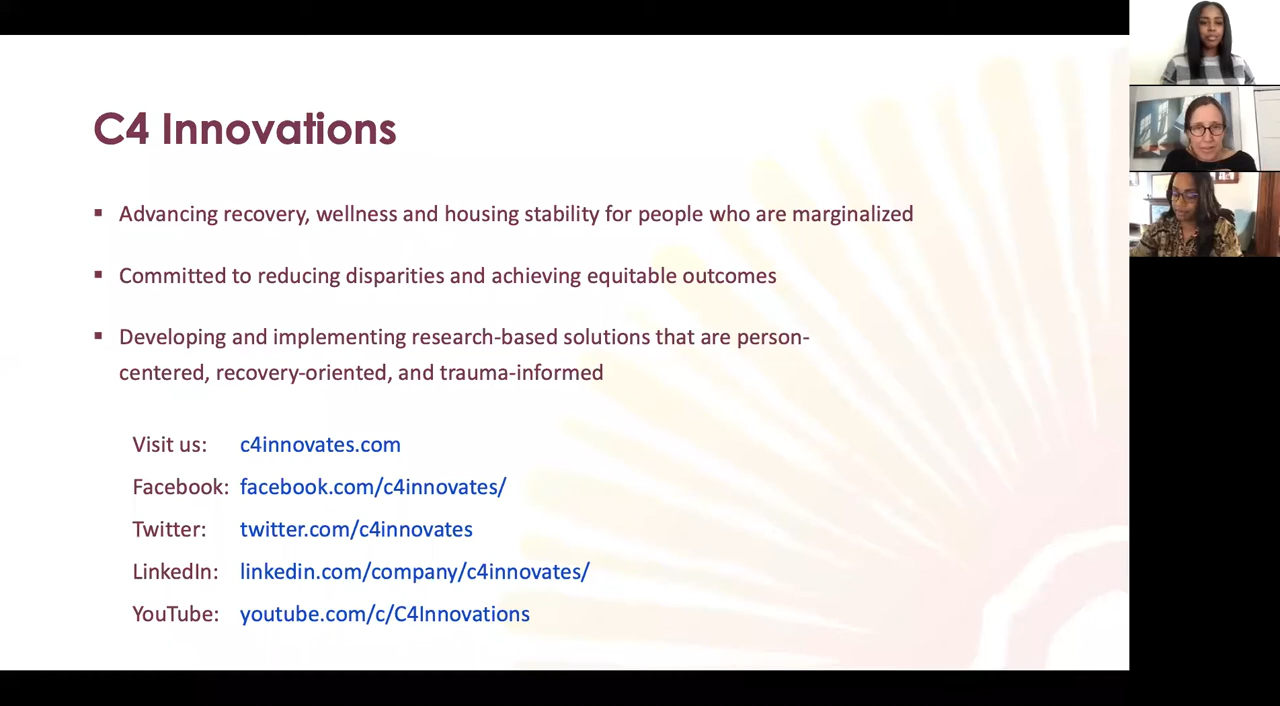 C4 Innovations
▪ Advancing recovery, wellness and housing stability for people who are marginalized
▪ Committed to reducing disparities and achieving equitable outcomes
▪ Developing and implementing research-based solutions that are person-
centered, recovery-oriented, and trauma-informed
Visit us: c4innovates.com
Facebook: facebook.com/c4innovates/
Twitter: twitter.com/c4innovates
LinkedIn: linkedin.com/company/c4innovates/
YouTube: youtube.com/c/C4Innovations